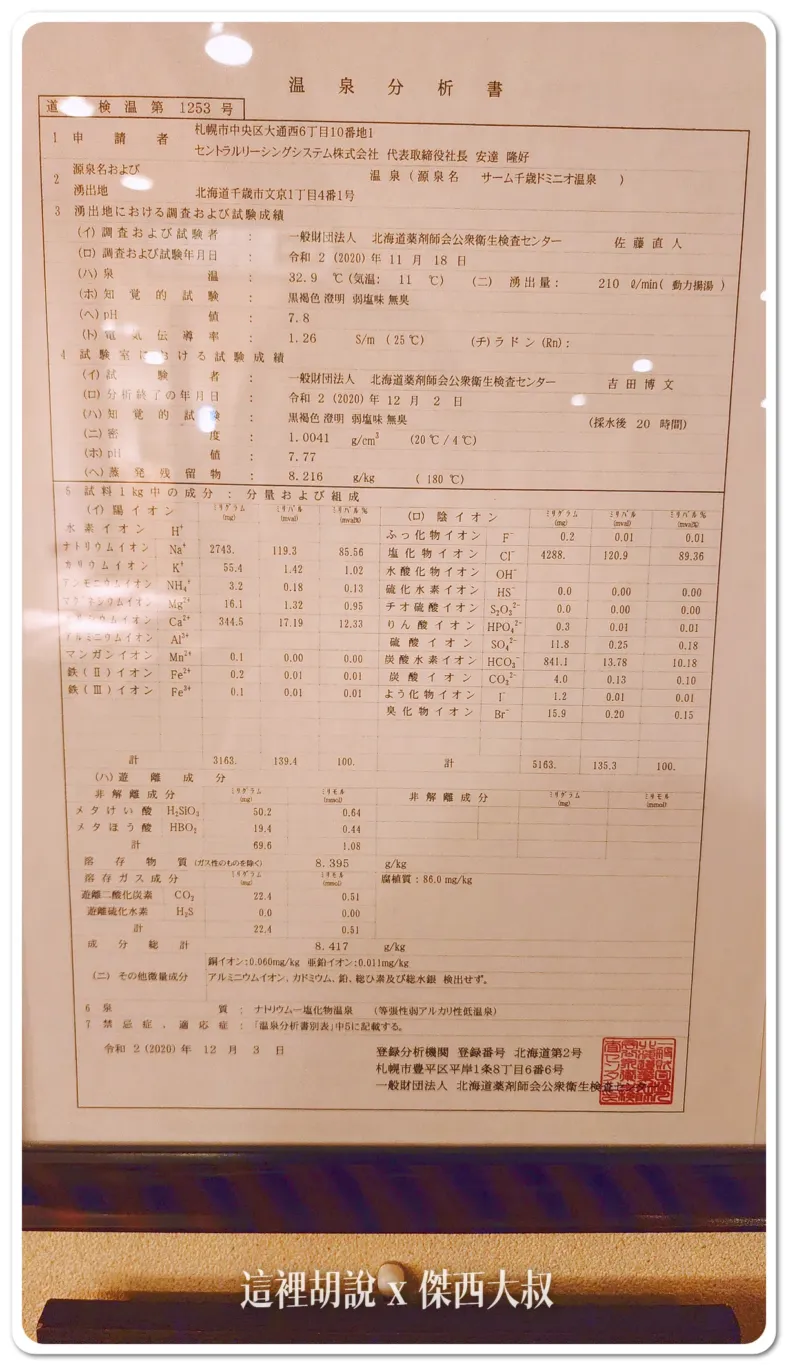 温泉分析書
道 検温第 1253 号
1 申請者 札幌市中央区大通西6丁目10番地1
セントラルリーシングシステム株式会社 代表取締役社長 安達 隆好
2 源泉名および 温泉(源泉名 サーム千歳ドミニオ温泉 )
湧出地 北海道千歳市文京1丁目4番1号
3 湧出地における調査および試験成績
(イ)調査および試験者 : 一般財団法人 北海道薬剤師会公衆衛生検査センター 佐藤直人
(ロ)調査および試験年月日 : 令和 2 (2020) 年 11 月 18 日
(ハ)泉温 : 32.9 ℃(気温: 11 ℃) (二) 湧出量: 210 ℓ/min( 動力揚湯 )
(ホ)知覚的試験 : 黒褐色 澄明 弱塩味 無臭
(ヘ)pH値 : 7.8
(ト)電気伝導率 : 1.26 S/m (25℃) (チ)ラドン(Rn):
4 試験室における試験成績
(イ)試験者 : 一般財団法人 北海道薬剤師会公衆衛生検査センター 吉田博文
(ロ)分析終了の年月日 : 令和 2 (2020) 年 12 月 2 日
(ハ)知覚的試験 : 黒褐色 澄明 弱塩味 無臭 (採水後 20 時間)
(二)密度 : 1.0041 g/cm³ (20℃/4℃)
(ホ)pH値 : 7.77
(ヘ)蒸発残留物 : 8.216 g/kg ( 180 ℃)
5 試料1kg中の成分 : 分量および組成
(イ)陽イオン ミリグラム(mg) ミリバル(mval) ミリバル%(mval%) (ロ)陰イオン ミリグラム(mg) ミリバル(mval) ミリバル%(mval%)
水素イオン H⁺ ふっ化物イオン F⁻ 0.2 0.01 0.01
ナトリウムイオン Na⁺ 2743. 119.3 85.56 塩化物イオン Cl⁻ 4288. 120.9 89.36
カリウムイオン K⁺ 55.4 1.42 1.02 水酸化物イオン OH⁻
アンモニウムイオン NH₄⁺ 3.2 0.18 0.13 硫化水素イオン HS⁻ 0.0 0.00 0.00
マグネシウムイオン Mg²⁺ 16.1 1.32 0.95 チオ硫酸イオン S₂O₃²⁻ 0.0 0.00 0.00
カルシウムイオン Ca²⁺ 344.5 17.19 12.33 りん酸イオン HPO₄²⁻ 0.3 0.01 0.01
アルミニウムイオン Al³⁺ 硫酸イオン SO₄²⁻ 11.8 0.25 0.18
マンガンイオン Mn²⁺ 0.1 0.00 0.00 炭酸水素イオン HCO₃⁻ 841.1 13.78 10.18
鉄(Ⅱ)イオン Fe²⁺ 0.2 0.01 0.01 炭酸イオン CO₃²⁻ 4.0 0.13 0.10
鉄(Ⅲ)イオン Fe³⁺ 0.1 0.01 0.01 よう化物イオン I⁻ 1.2 0.01 0.01
臭化物イオン Br⁻ 15.9 0.20 0.15
計 3163. 139.4 100. 計 5163. 135.3 100.
(ハ)遊離成分
非解離成分 ミリグラム(mg) ミリモル(mmol) 非解離成分 ミリグラム(mg) ミリモル(mmol)
メタけい酸 H₂SiO₃ 50.2 0.64
メタほう酸 HBO₂ 19.4 0.44
計 69.6 1.08
溶存物質(ガス性のものを除く) 8.395 g/kg
溶存ガス成分 ミリグラム(mg) ミリモル(mmol) 腐植質:86.0 mg/kg
遊離二酸化炭素 CO₂ 22.4 0.51
遊離硫化水素 H₂S 0.0 0.00
計 22.4 0.51
成分総計 8.417 g/kg
銅イオン:0.060mg/kg 亜鉛イオン:0.011mg/kg
(二)その他微量成分 アルミニウムイオン、カドミウム、鉛、総ひ素及び総水銀 検出せず。
6 泉質 : ナトリウムー塩化物温泉 (等張性弱アルカリ性低温泉)
7 禁忌症、適応症:「温泉分析書別表」中5に記載する。
令和 2 (2020) 年 12 月 3 日 登録分析機関 登録番号 北海道第2号
札幌市豊平区平岸1条8丁目6番6号
一般財団法人 北海道薬剤師会公衆衛生検査センター
這裡胡說 x 傑西大叔